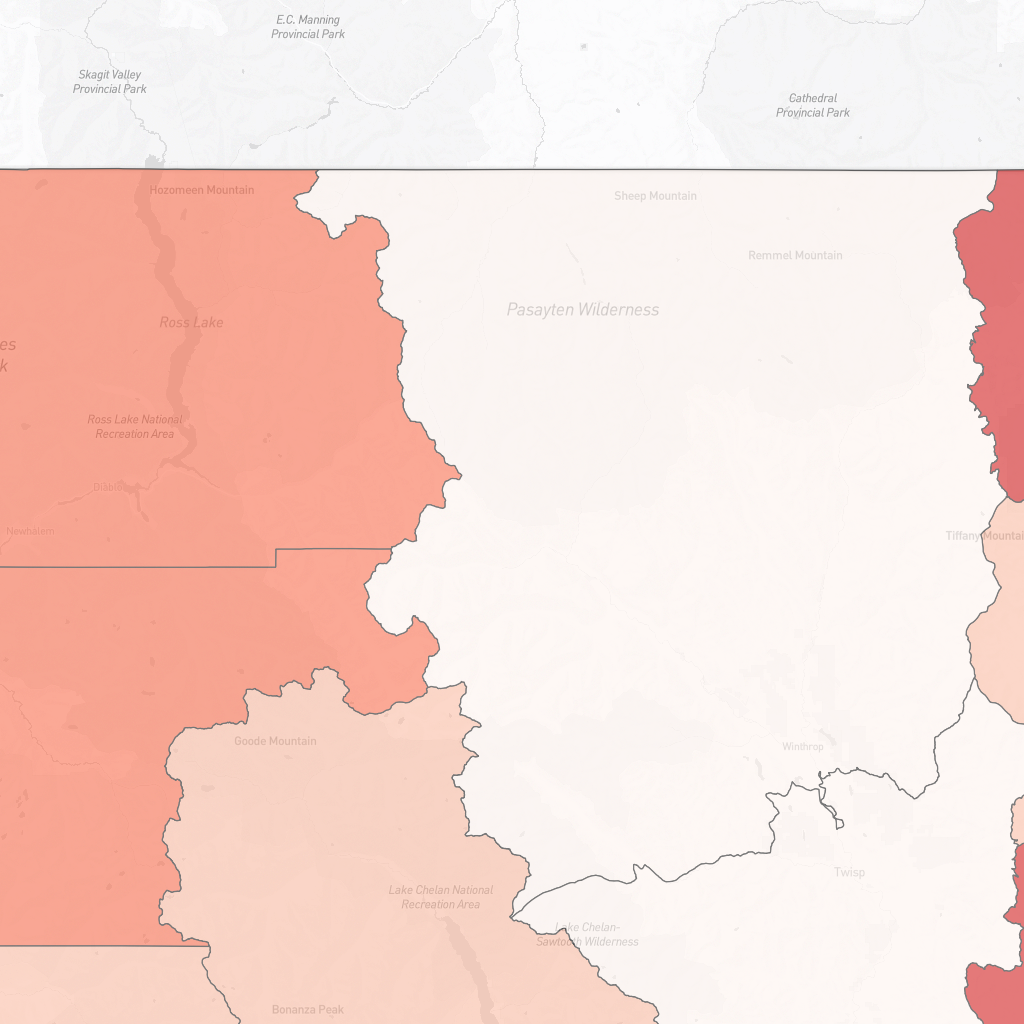 E.C. Manning
Provincial Park
Skagit Valley
Provincial Park
Cathedral
Provincial Park
Hozomeen Mountain
Sheep Mountain
Remmel Mountain
Pasayten Wilderness
Ross Lake
es
k
Ross Lake National
Recreation Area
Diablo
Newhalem
Tiffany Mountai
Goode Mountain
Winthrop
Twisp
Lake Chelan National
Recreation Area
Lake Chelan-
Sawtooth Wilderness
Bonanza Peak